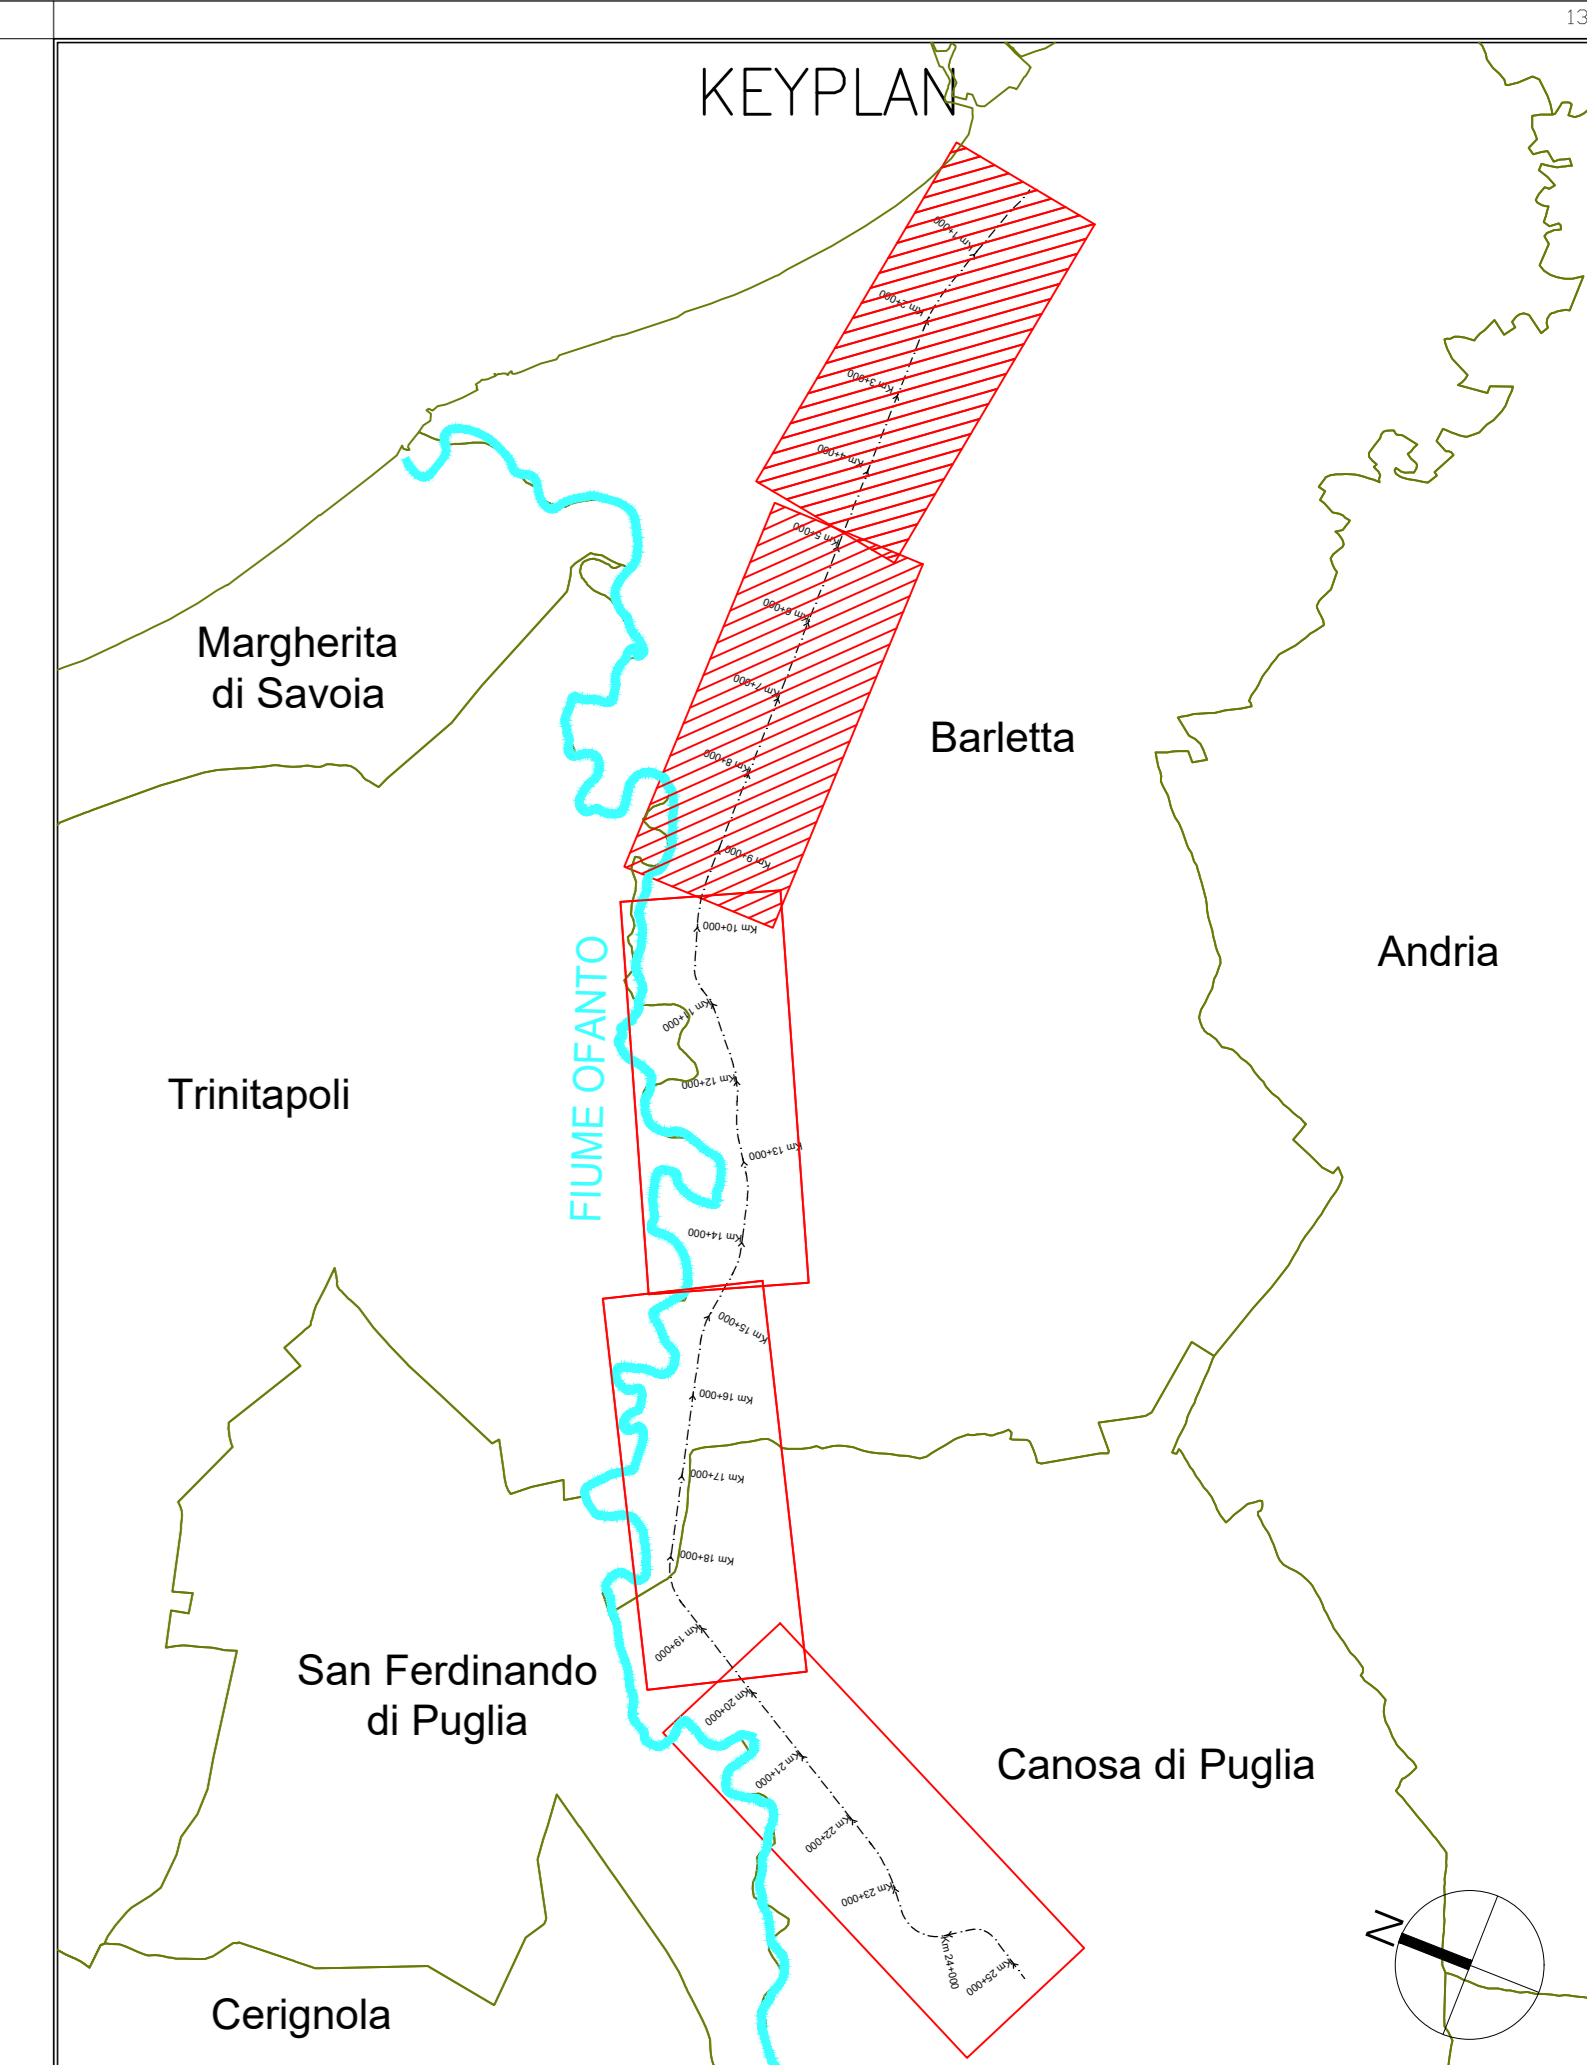 13
KEYPLAN
Km 1+000
Km 2+000
Km 3+000
Km 4+000
Km 5+000
Km 6+000
Margherita
di Savoia
Km 7+000
Barletta
Km 8+000
Km 9+000
Km 10+000
FIUME OFANTO
Andria
Km 11+000
Trinitapoli
Km 12+000
Km 13+000
Km 14+000
Km 15+000
Km 16+000
Km 17+000
Km 18+000
Km 19+000
San Ferdinando
di Puglia
Km 20+000
Canosa di Puglia
Km 21+000
Km 22+000
Km 23+000
N
Km 24+000
Km 25+000
Cerignola